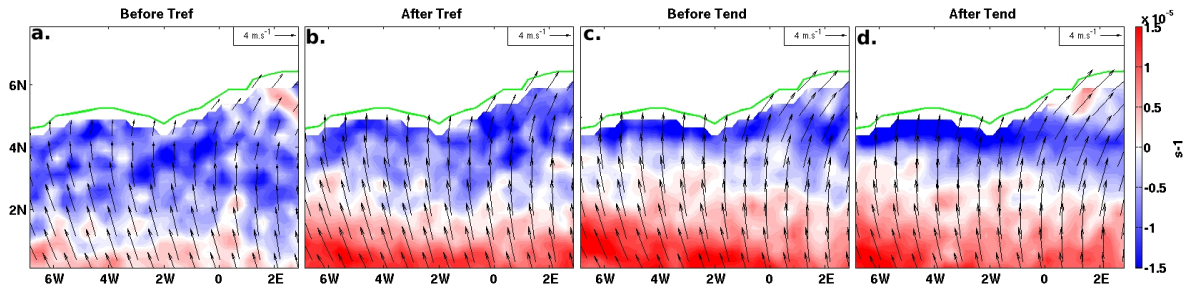 Before Tref
After Tref
Before Tend
After Tend
a.
b.
c.
d.
4 m.s-1
4 m.s-1
4 m.s-1
4 m.s-1
6N
4N
2N
6W 4W 2W 0 2E
6W 4W 2W 0 2E
6W 4W 2W 0 2E
6W 4W 2W 0 2E
x 10-5
1.5
1
0.5
0
-0.5
-1
-1.5
s-1